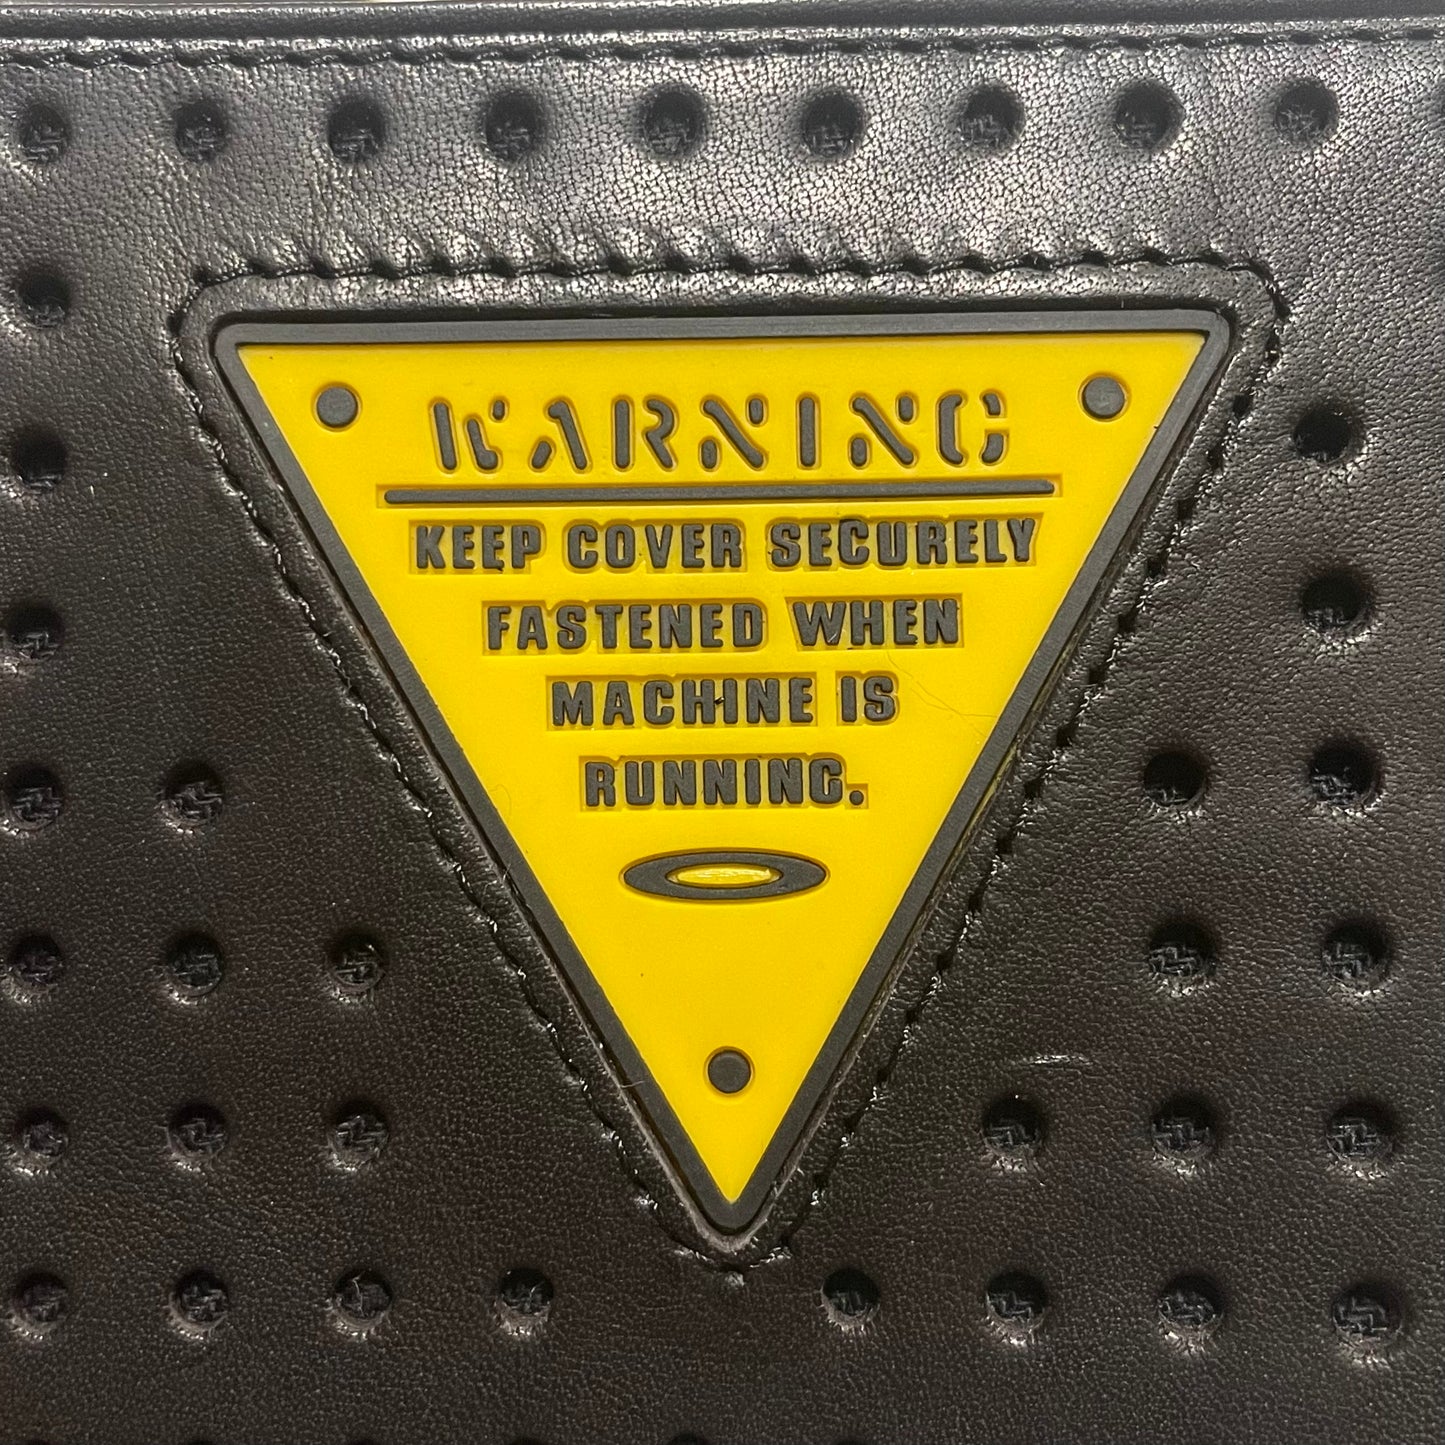 WARNING
KEEP COVER SECURELY
FASTENED WHEN
MACHINE IS
RUNNING.